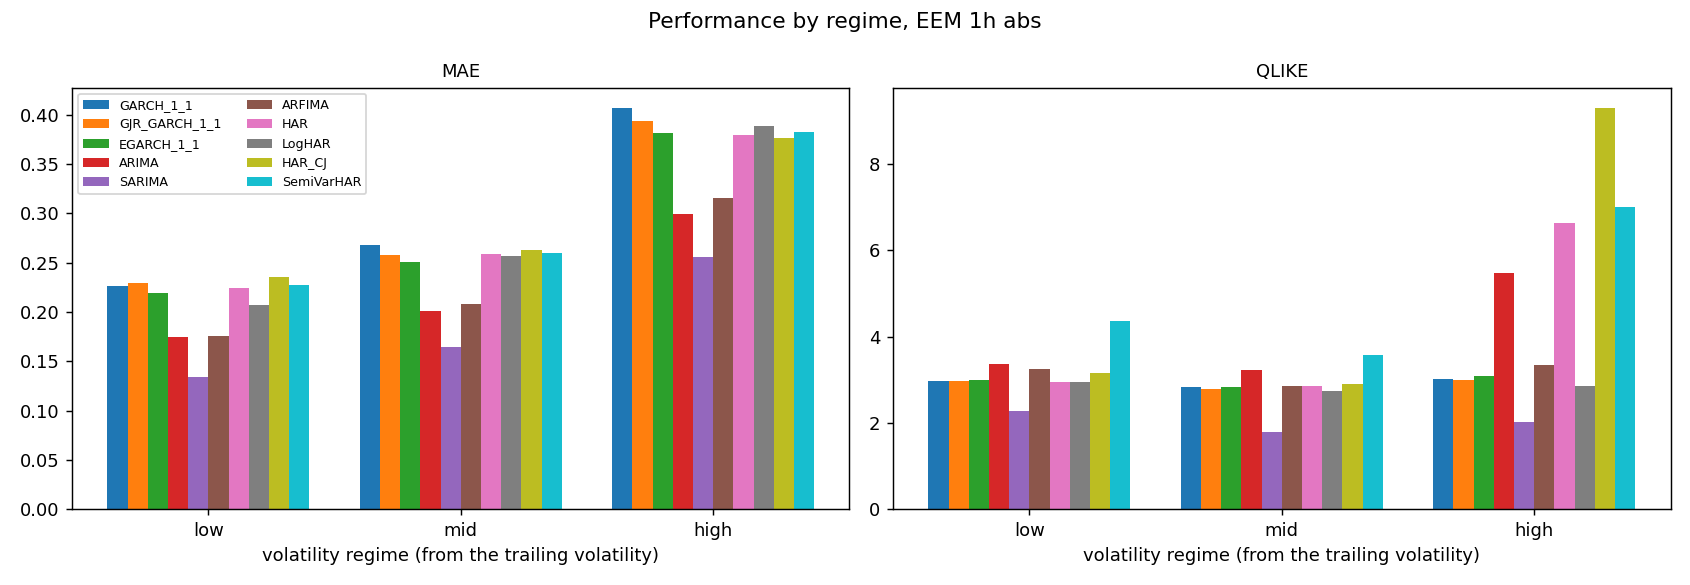 Performance by regime, EEM 1h abs
MAE
0.40
0.35
0.30
0.25
0.20
0.15
0.10
0.05
0.00
GARCH_1_1
GJR_GARCH_1_1
EGARCH_1_1
ARIMA
SARIMA
ARFIMA
HAR
LogHAR
HAR_CJ
SemiVarHAR
low
mid
high
volatility regime (from the trailing volatility)
QLIKE
8
6
4
2
0
low
mid
high
volatility regime (from the trailing volatility)